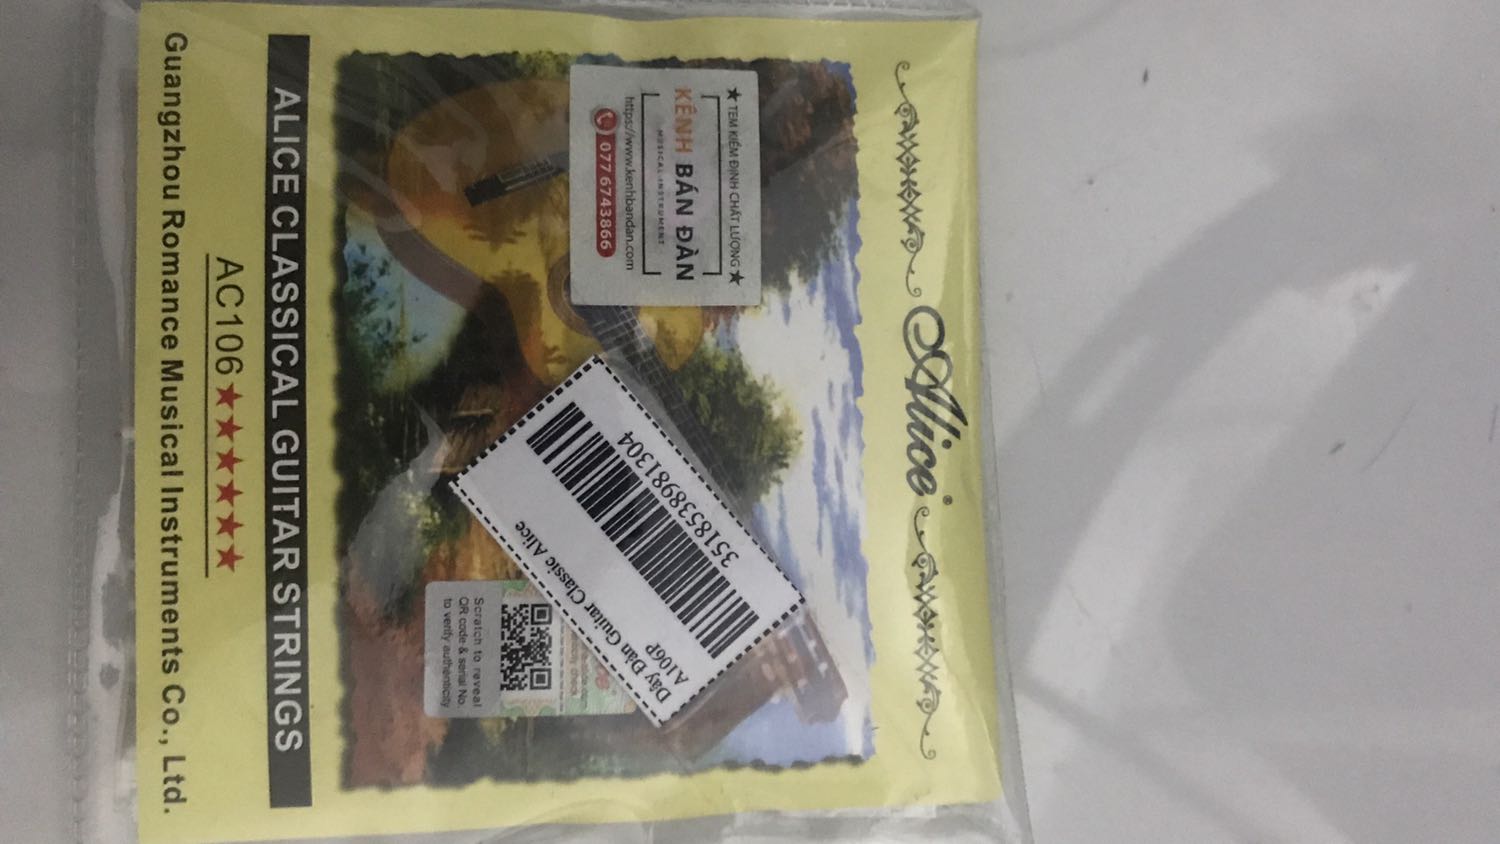 Alice®
★ TEM KIỂM ĐỊNH CHẤT LƯỢNG ★
KÊNH BÁN ĐÀN
MUSICAL INSTRUMENT
https://www.kenhbandan.com
077 6743866
3518538981304
Dây Đàn Guitar Classic Alice
A106P
Scratch to reveal
QR code & serial No.
to verify authenticity
ALICE CLASSICAL GUITAR STRINGS
AC106★★★★★★
Guangzhou Romance Musical Instruments Co., Ltd.